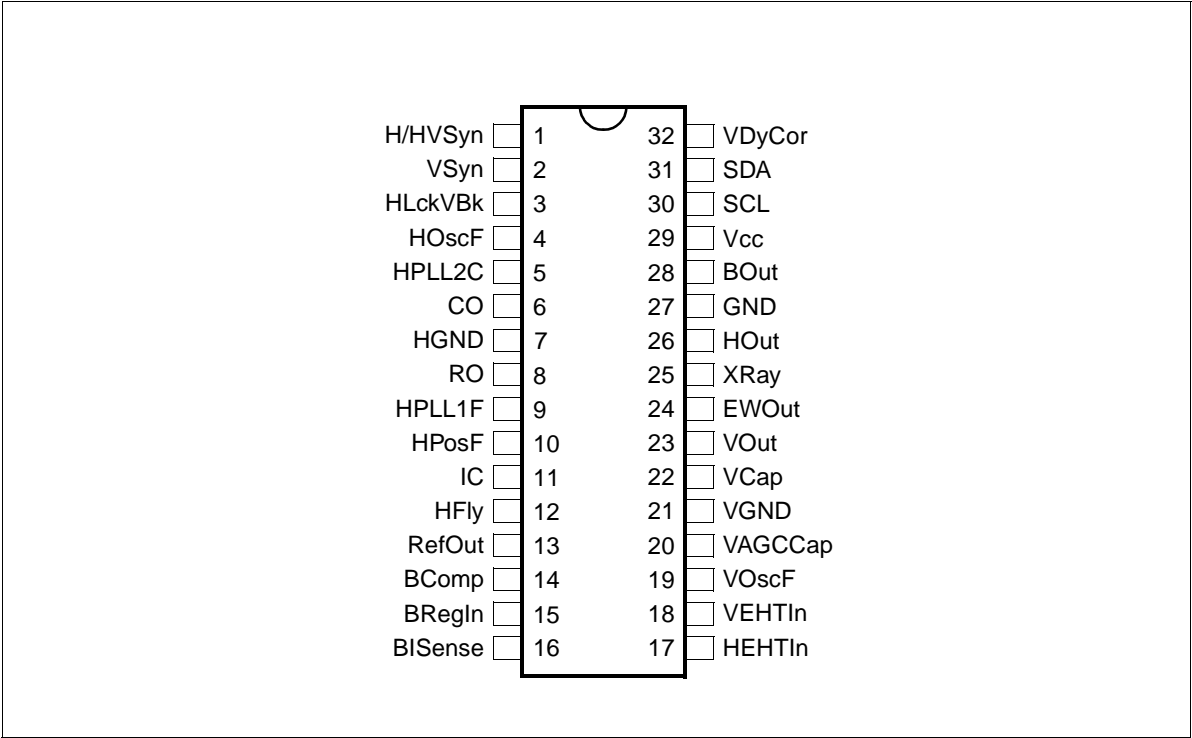 H/HVSyn 1 32 VDyCor
VSyn 2 31 SDA
HLckVBk 3 30 SCL
HOscF 4 29 Vcc
HPLL2C 5 28 BOut
CO 6 27 GND
HGND 7 26 HOut
RO 8 25 XRay
HPLL1F 9 24 EWOut
HPosF 10 23 VOut
IC 11 22 VCap
HFly 12 21 VGND
RefOut 13 20 VAGCCap
BComp 14 19 VOscF
BRegIn 15 18 VEHTIn
BISense 16 17 HEHTIn